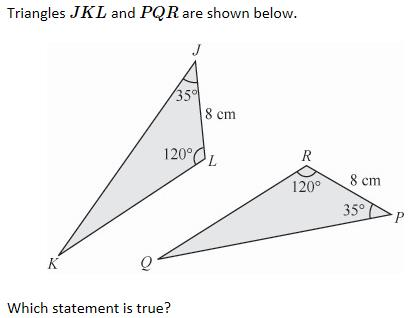 Triangles JKL and PQR are shown below.
J
35°
8 cm
120°
L
R
120°
8 cm
35°
P
K
Q
Which statement is true?